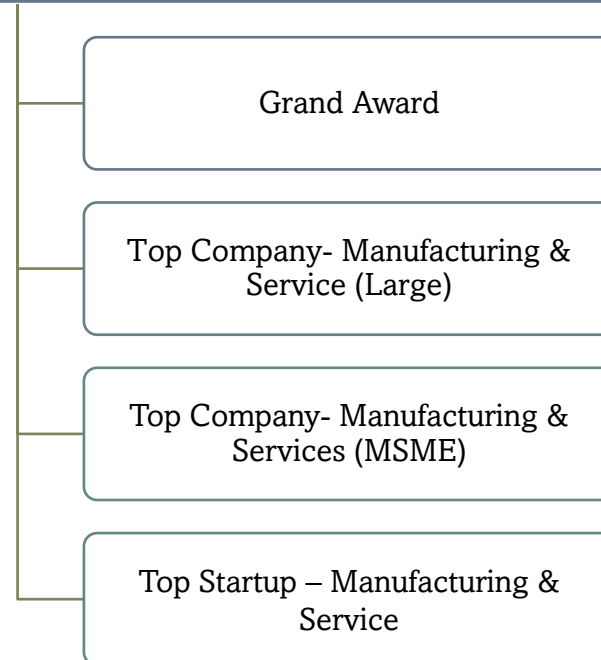 Grand Award
Top Company- Manufacturing &
Service (Large)
Top Company- Manufacturing &
Services (MSME)
Top Startup – Manufacturing &
Service